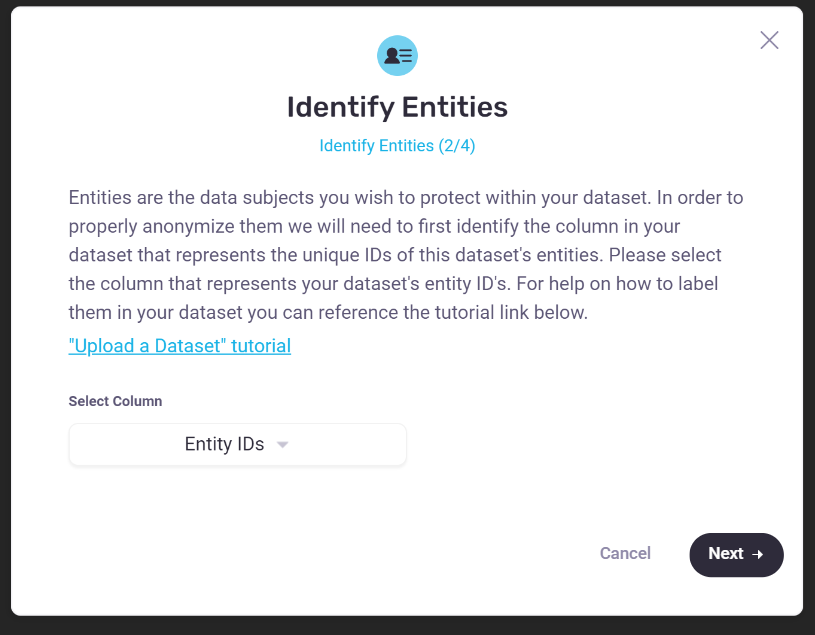 Identify Entities
Identify Entities (2/4)
Entities are the data subjects you wish to protect within your dataset. In order to
properly anonymize them we will need to first identify the column in your
dataset that represents the unique IDs of this dataset's entities. Please select
the column that represents your dataset's entity ID's. For help on how to label
them in your dataset you can reference the tutorial link below.
"Upload a Dataset" tutorial
Select Column
Entity IDs
Cancel
Next